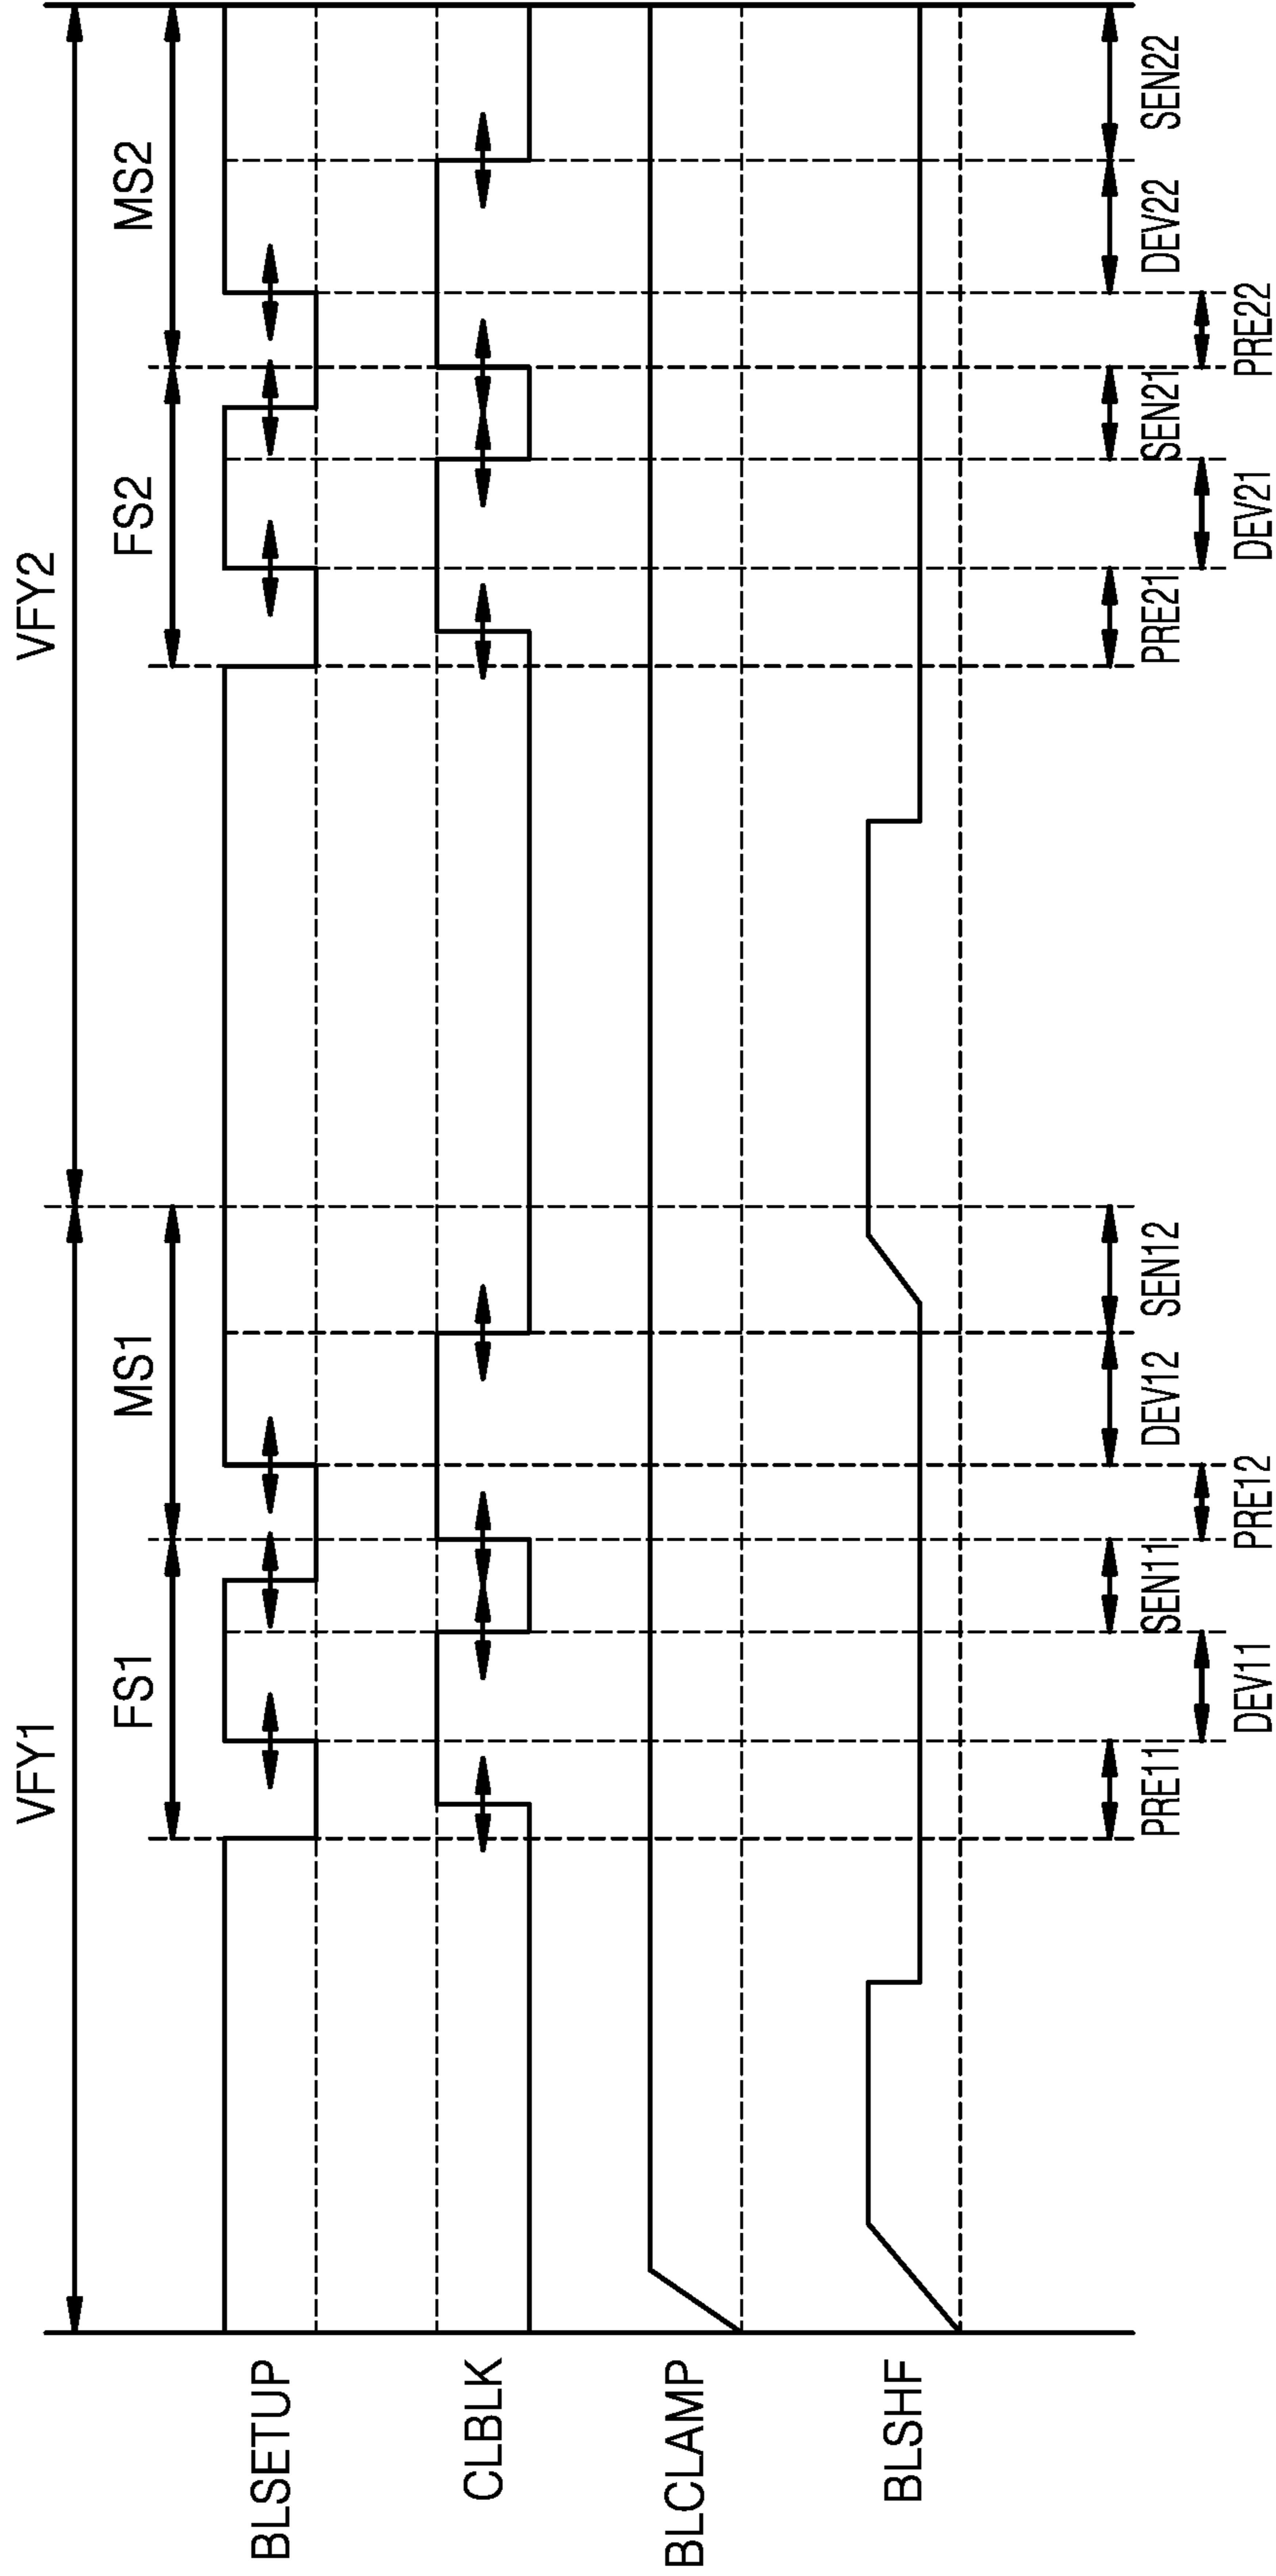 VFY1
VFY2
FS1
MS1
FS2
MS2
BLSETUP
CLBLK
BLCLAMP
BLSHF
PRE11
SEN11
DEV12
SEN12
PRE21
SEN21
DEV22
SEN22
DEV11
PRE12
DEV21
PRE22